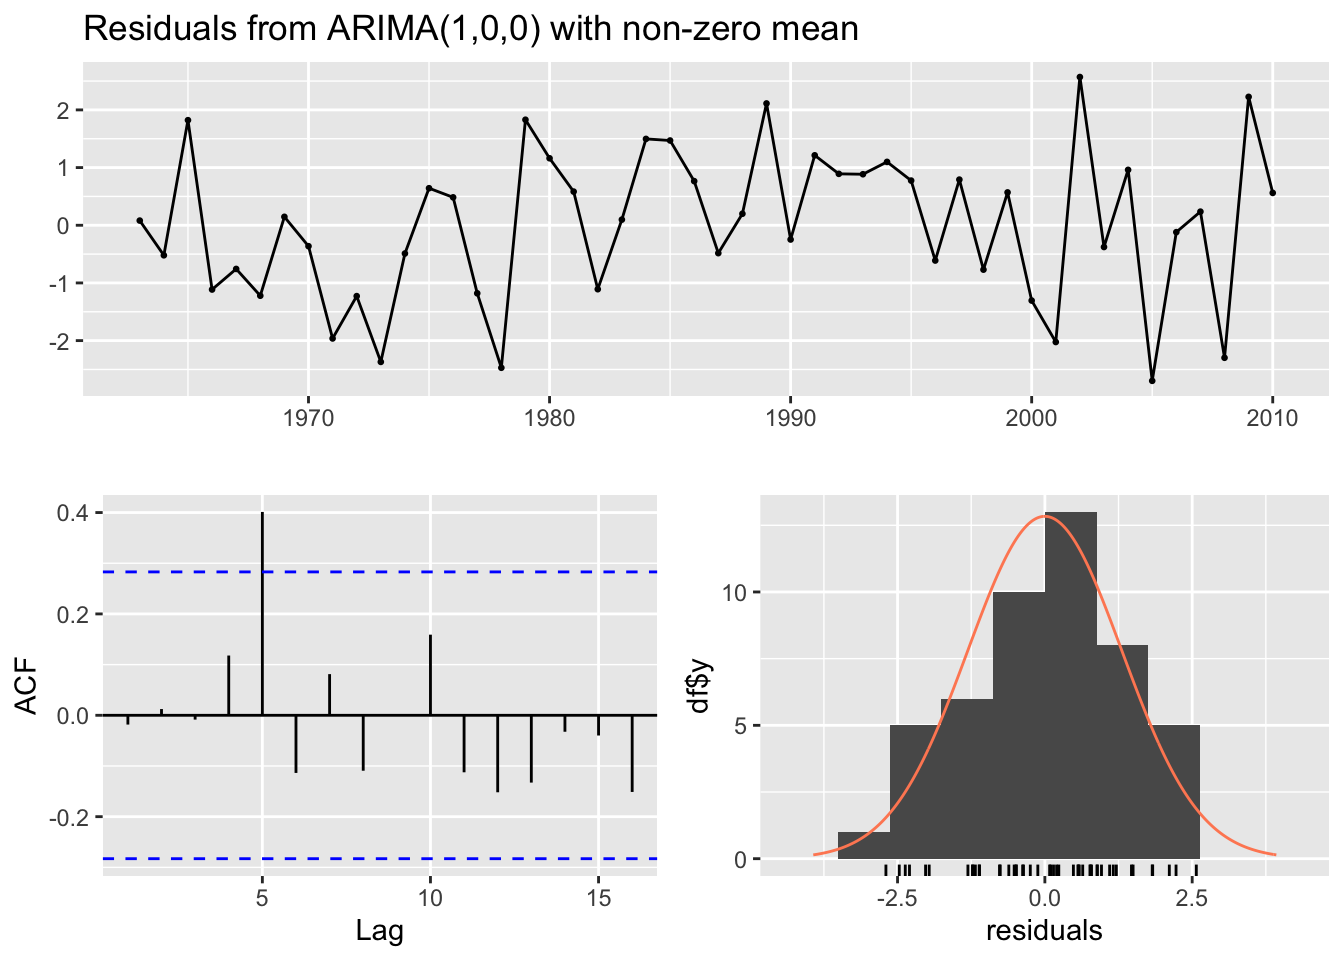 Residuals from ARIMA(1,0,0) with non-zero mean
2
1
0
-1
-2
1970 1980 1990 2000 2010
0.4
0.2
0.0
-0.2
ACF
5 10 15
Lag
10
5
0
df$y
-2.5 0.0 2.5
residuals